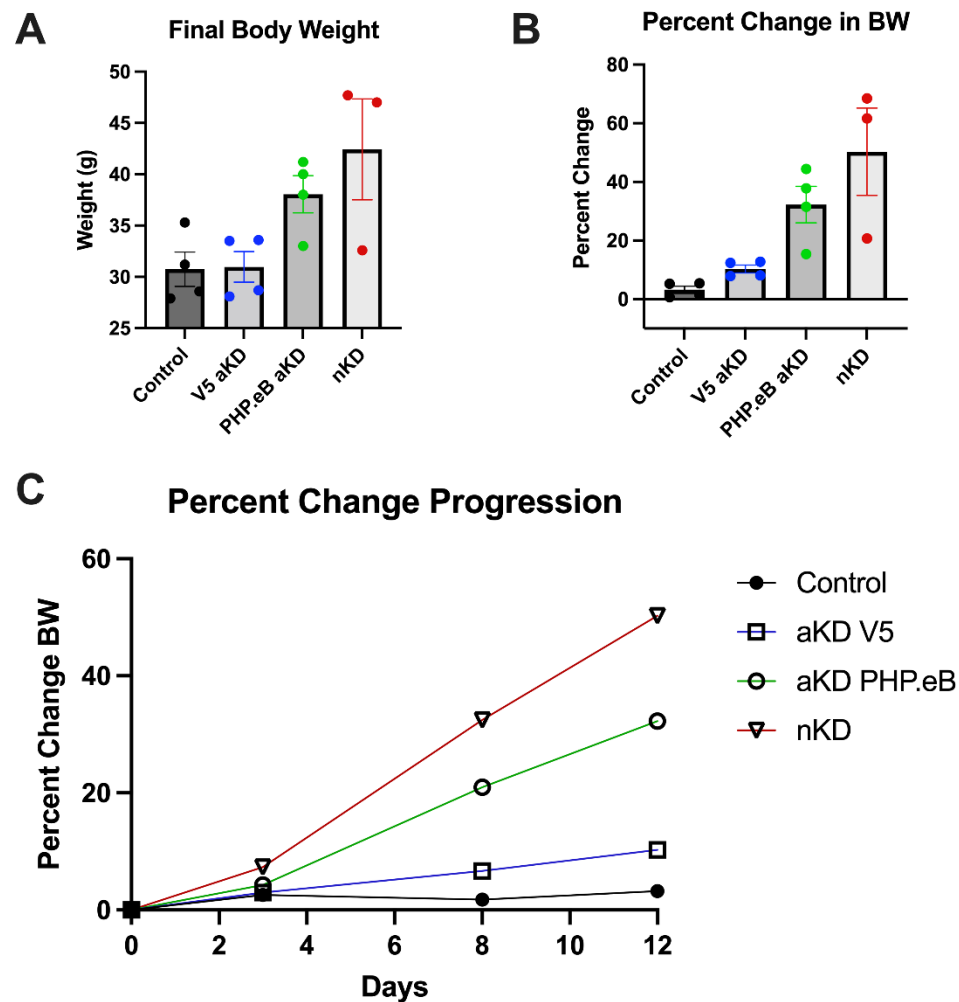 A
Final Body Weight
Weight (g)
50
45
40
35
30
25
Control
V5 aKD
PHP.eB aKD
nKD
B
Percent Change in BW
Percent Change
80
60
40
20
0
Control
V5 aKD
PHP.eB aKD
nKD
C
Percent Change Progression
Percent Change BW
60
40
20
0
0 2 4 6 8 10 12
Days
Control
aKD V5
aKD PHP.eB
nKD